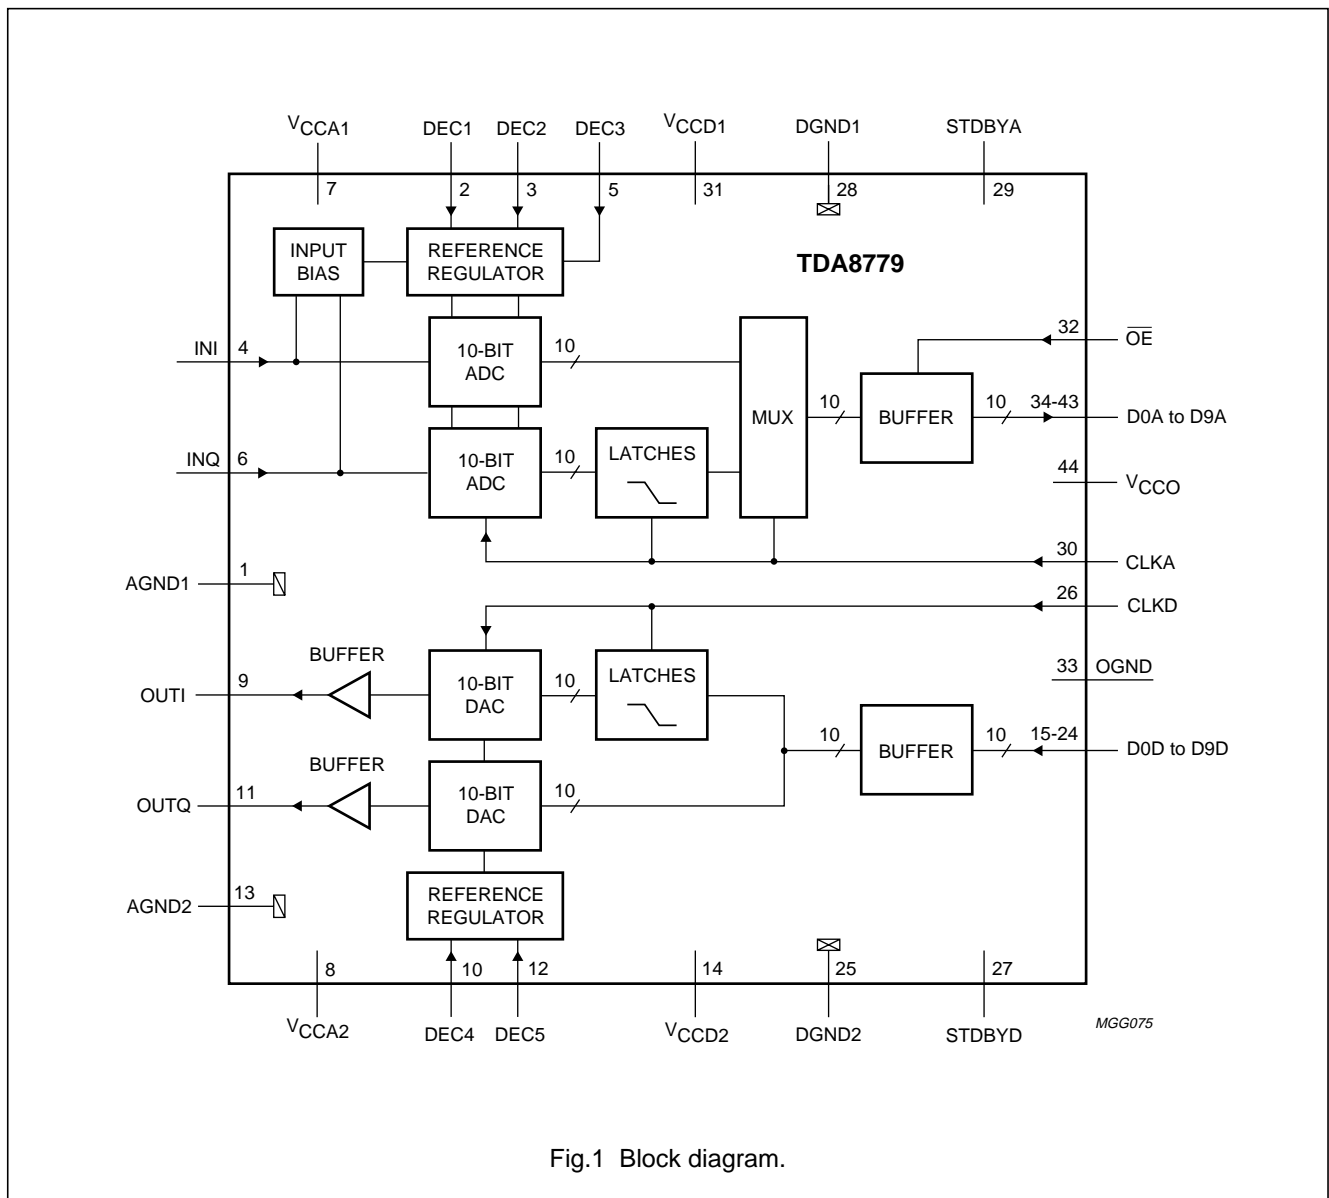 VCCA1
DEC1
DEC2
DEC3
VCCD1
DGND1
STDBYA
7
2
3
5
31
28
29
INPUT
BIAS
REFERENCE
REGULATOR
TDA8779
INI
4
10-BIT
ADC
10
MUX
32
OE
10
BUFFER
10
34-43
D0A to D9A
INQ
6
10-BIT
ADC
10
LATCHES
44
VCCO
30
CLKA
AGND1
1
26
CLKD
BUFFER
OUTI
9
10-BIT
DAC
10
LATCHES
33
OGND
10
BUFFER
10
15-24
D0D to D9D
BUFFER
OUTQ
11
10-BIT
DAC
10
AGND2
13
REFERENCE
REGULATOR
8
10
12
14
25
27
VCCA2
DEC4
DEC5
VCCD2
DGND2
STDBYD
MGG075
Fig.1 Block diagram.